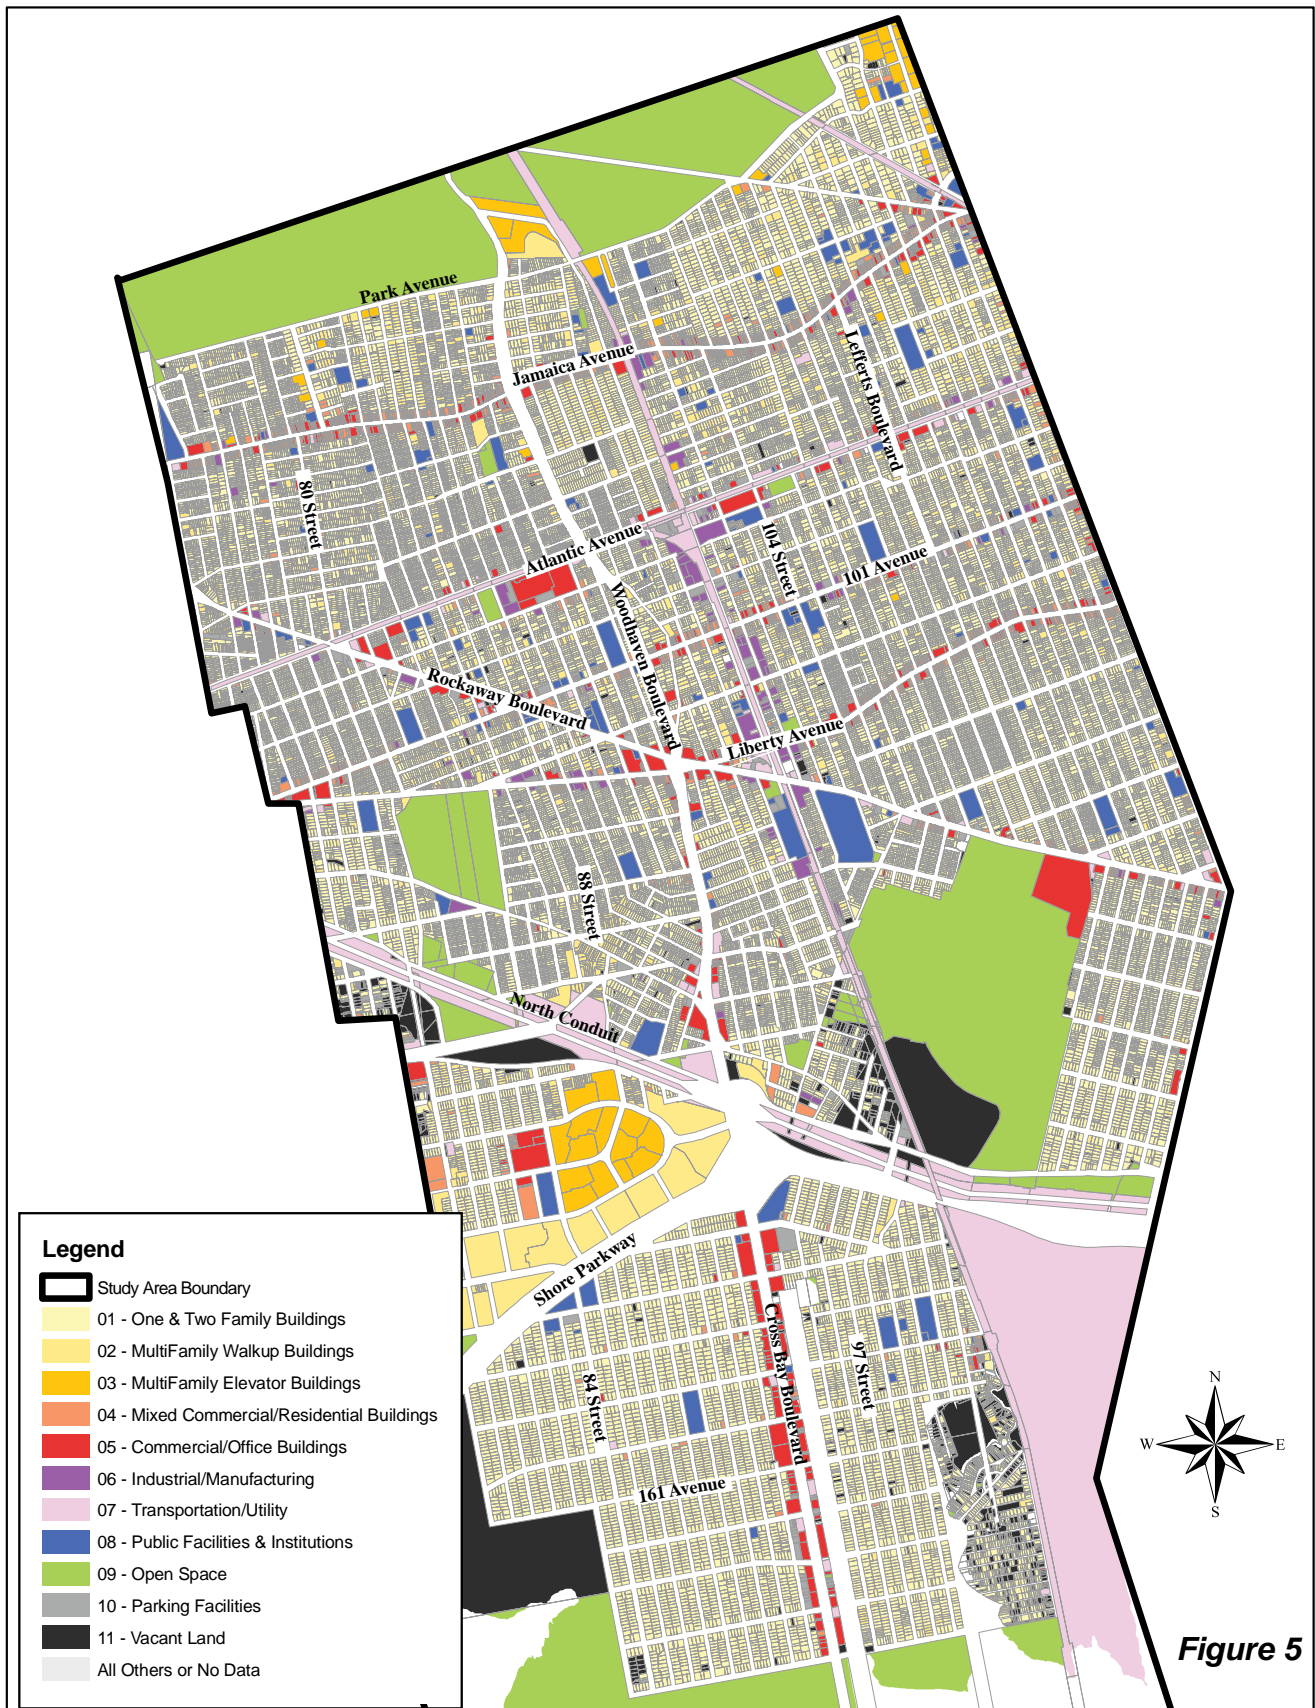 Park Avenue
Jamaica Avenue
Lefferts Boulevard
80 Street
Atlantic Avenue
104 Street
101 Avenue
Woodhaven Boulevard
Rockaway Boulevard
Liberty Avenue
88 Street
North Conduit
Shore Parkway
Cross Bay Boulevard
97 Street
84 Street
161 Avenue
Legend
Study Area Boundary
01 - One & Two Family Buildings
02 - MultiFamily Walkup Buildings
03 - MultiFamily Elevator Buildings
04 - Mixed Commercial/Residential Buildings
05 - Commercial/Office Buildings
06 - Industrial/Manufacturing
07 - Transportation/Utility
08 - Public Facilities & Institutions
09 - Open Space
10 - Parking Facilities
11 - Vacant Land
All Others or No Data
N
W E
S
Figure 5